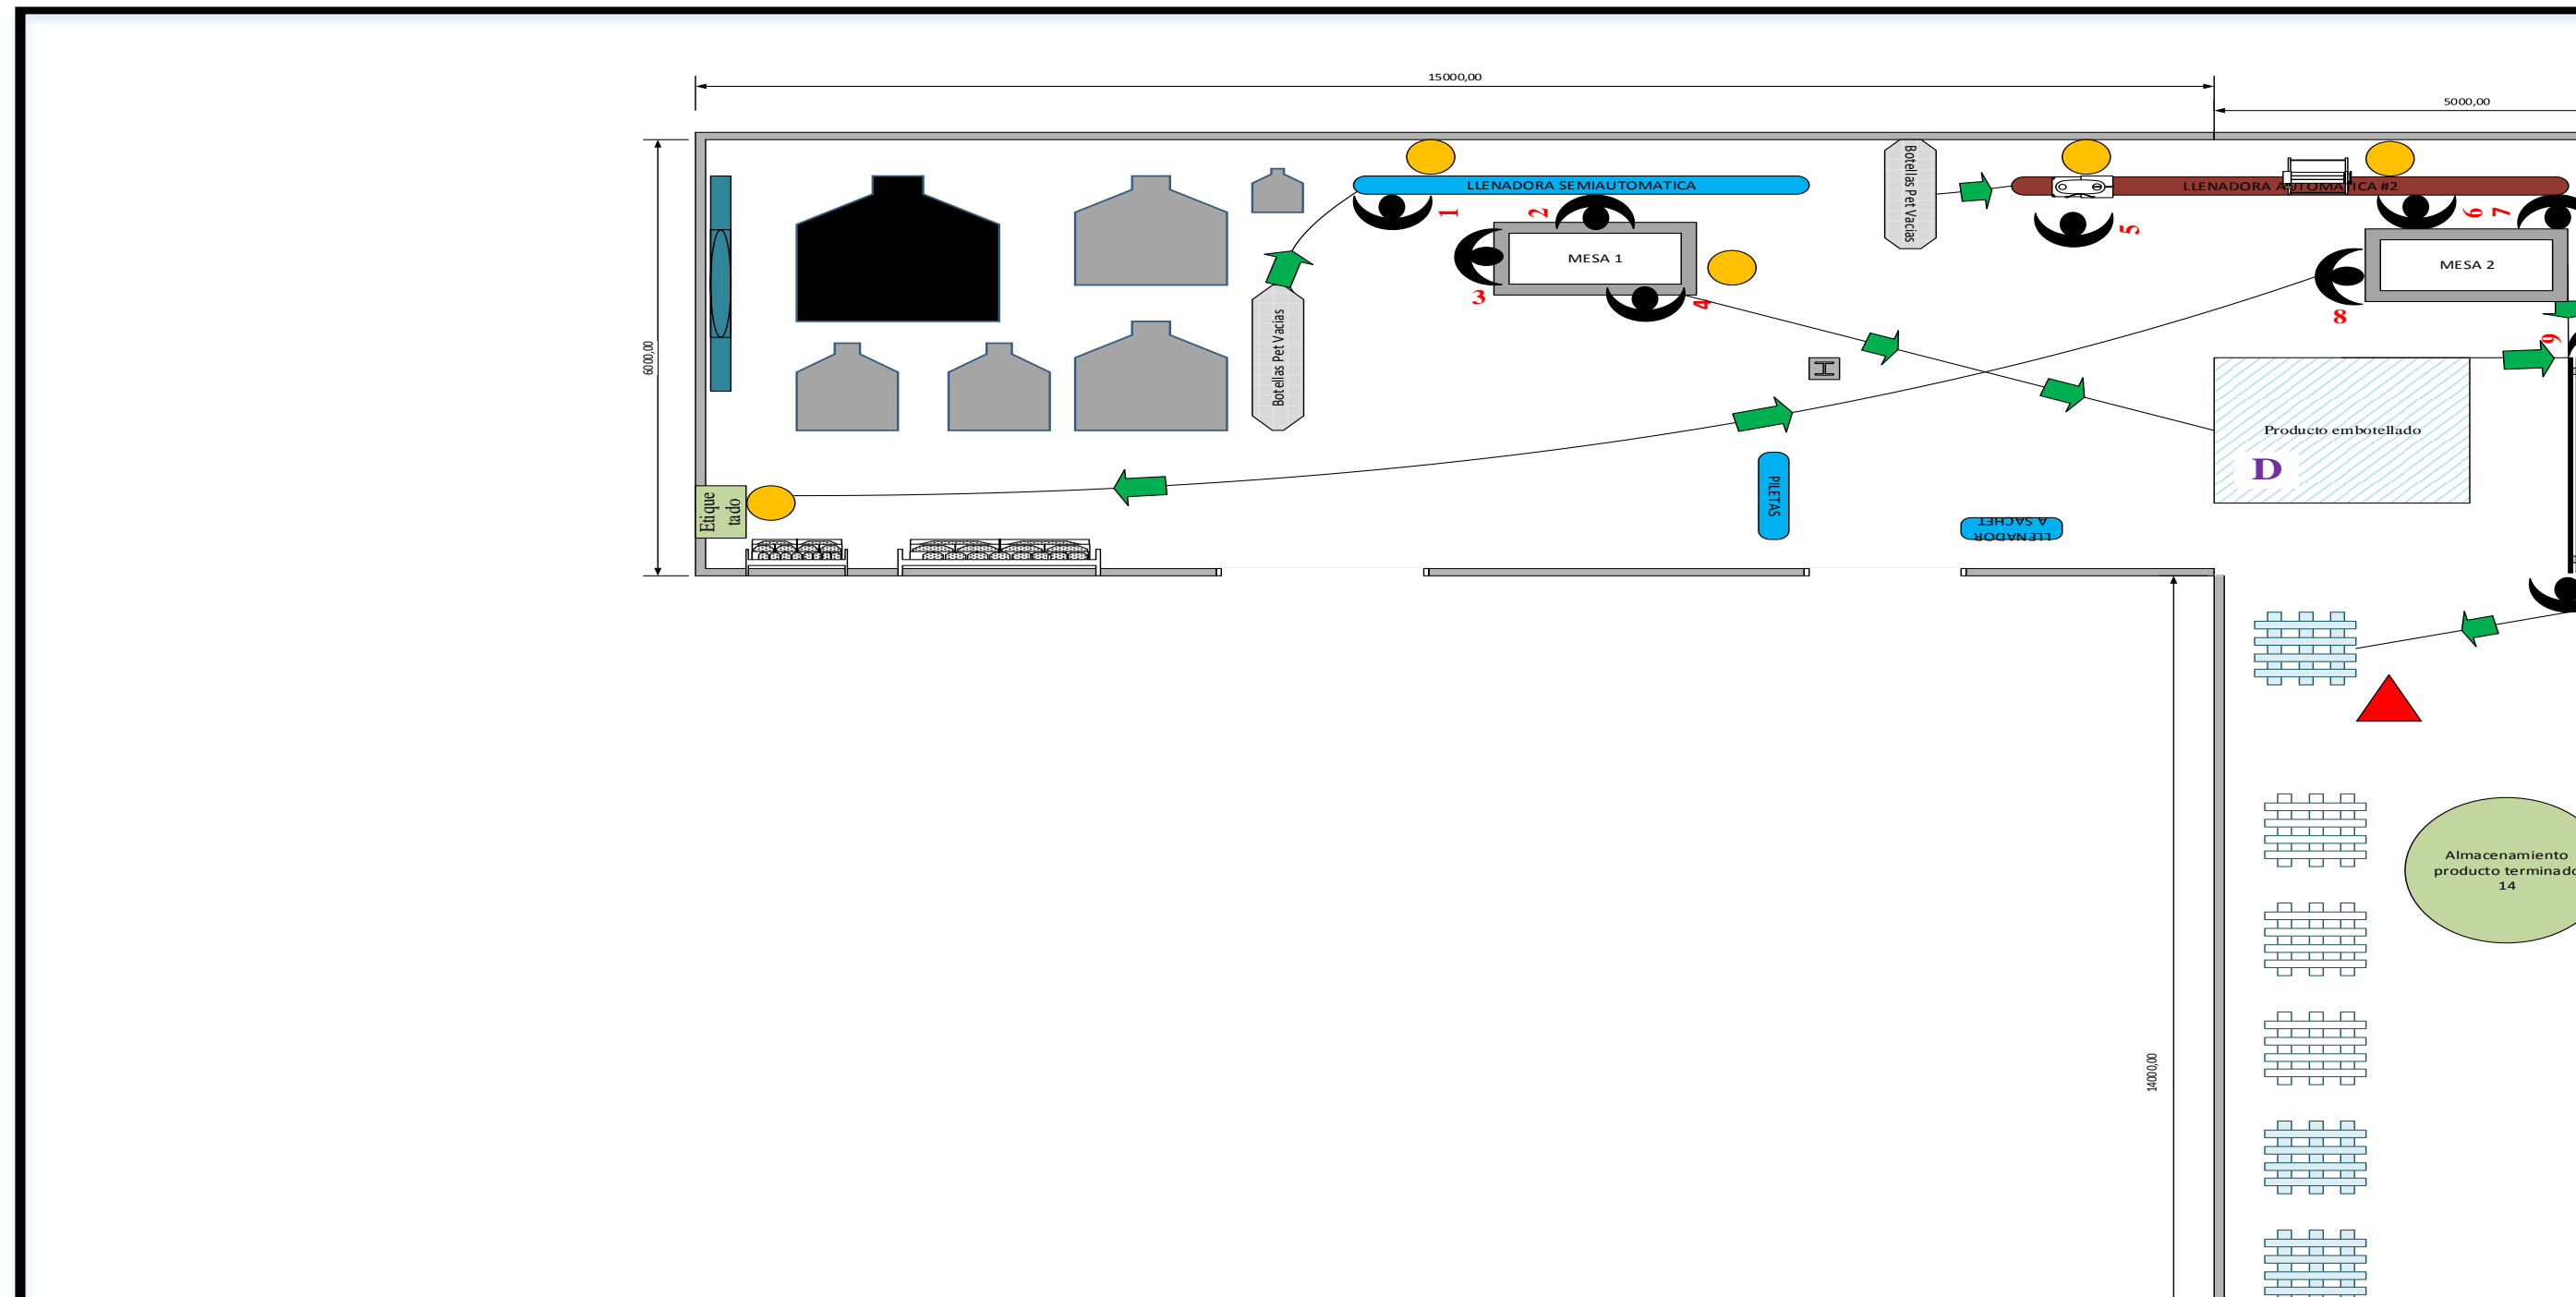 15000,00
5000,00
6000,00
LLENADORA SEMIAUTOMATICA
LLENADORA AUTOMATICA #2
Botellas Pet Vacias
1
2
5
6
7
MESA 1
MESA 2
3
4
8
Botellas Pet Vacias
H
9
Producto embotellado
D
Etique
tado
PILETAS
LLENADOR
A SACHET
Almacenamiento
producto terminado
14
14000,00